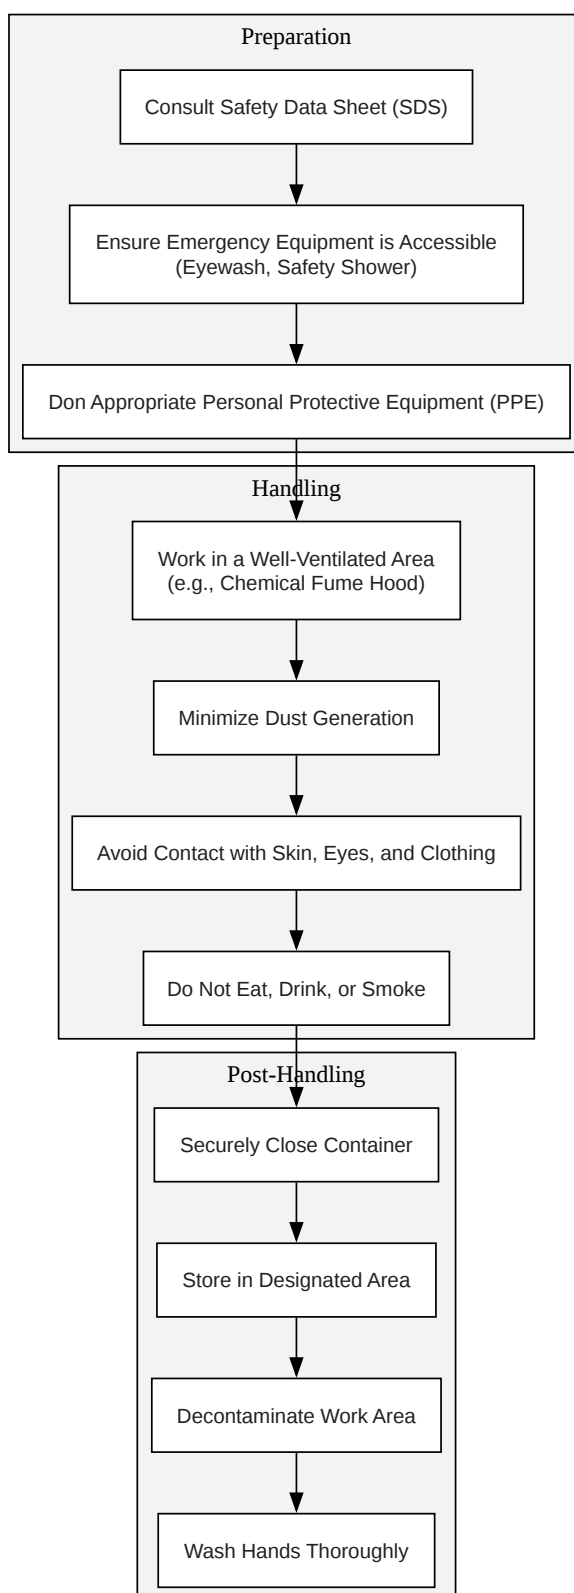 Preparation
Consult Safety Data Sheet (SDS)
Ensure Emergency Equipment is Accessible
(Eyewash, Safety Shower)
Don Appropriate Personal Protective Equipment (PPE)
Handling
Work in a Well-Ventilated Area
(e.g., Chemical Fume Hood)
Minimize Dust Generation
Avoid Contact with Skin, Eyes, and Clothing
Do Not Eat, Drink, or Smoke
Post-Handling
Securely Close Container
Store in Designated Area
Decontaminate Work Area
Wash Hands Thoroughly